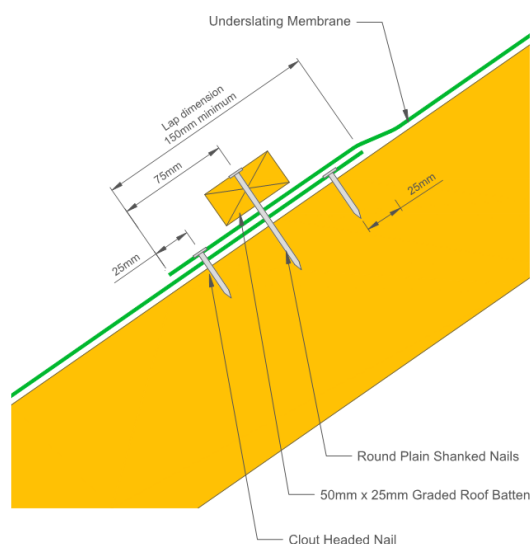 Underslating Membrane
Lap dimension
150mm minimum
75mm
25mm
25mm
Round Plain Shanked Nails
50mm x 25mm Graded Roof Batten
Clout Headed Nail